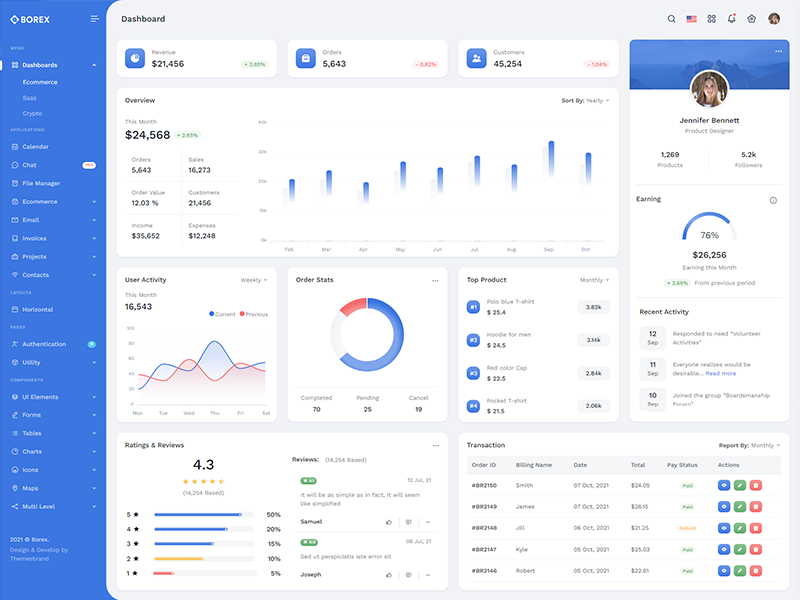 BOREX
MENU
Dashboards
Ecommerce
Saas
Crypto
APPLICATIONS
Calendar
Chat
Hot
File Manager
Ecommerce
Email
Invoices
Projects
Contacts
LAYOUTS
Horizontal
PAGES
Authentication
Utility
COMPONENTS
UI Elements
Forms
Tables
Charts
Icons
Maps
Multi Level
2021 © Borex.
Design & Develop by
Themesbrand
Dashboard
Revenue
$21,456
+ 2.65%
Orders
5,643
- 0.82%
Customers
45,254
- 1.04%
Overview
Sort By: Yearly
This Month
$24,568 + 2.65%
Orders Sales
5,643 16,273
Order Value Customers
12.03 % 21,456
Income Expenses
$35,652 $12,248
40k
30k
20k
10k
0k
Feb Mar Apr May Jun Jul Aug Sep Oct
User Activity
Weekly
This Month
16,543
Current Previous
100
80
60
40
20
0
Mon Tue Wed Thu Fri Sat
Order Stats
Completed Pending Cancel
70 25 19
Top Product
Monthly
#1 Polo blue T-shirt
$ 25.4
3.82k
#2 Hoodie for men
$ 24.5
3.14k
#3 Red color Cap
$ 22.5
2.84k
#4 Pocket T-shirt
$ 21.5
2.06k
Jennifer Bennett
Product Designer
1,269 5.2k
Products Followers
Earning
76%
$26,256
Earning this Month
+ 2.65% From previous period
Recent Activity
12 Sep
Responded to need "Volunteer
Activities"
11 Sep
Everyone realizes would be
desirable... Read more
10 Sep
Joined the group "Boardsmanship
Forum"
Ratings & Reviews
4.3
(14,254 Based)
5 50%
4 20%
3 15%
2 10%
1 5%
Reviews: (14,254 Based)
12 Jul, 21
It will be as simple as in fact, it will seem
like simplified
Samuel
06 Jul, 21
Sed ut perspiciatis iste error sit
Joseph
Transaction
Report By: Monthly
Order ID Billing Name Date Total Pay Status Actions
#BR2150 Smith 07 Oct, 2021 $24.05 Paid
#BR2149 James 07 Oct, 2021 $26.15 Paid
#BR2148 Jill 06 Oct, 2021 $21.25 Refund
#BR2147 Kyle 05 Oct, 2021 $25.03 Paid
#BR2146 Robert 05 Oct, 2021 $22.61 Paid